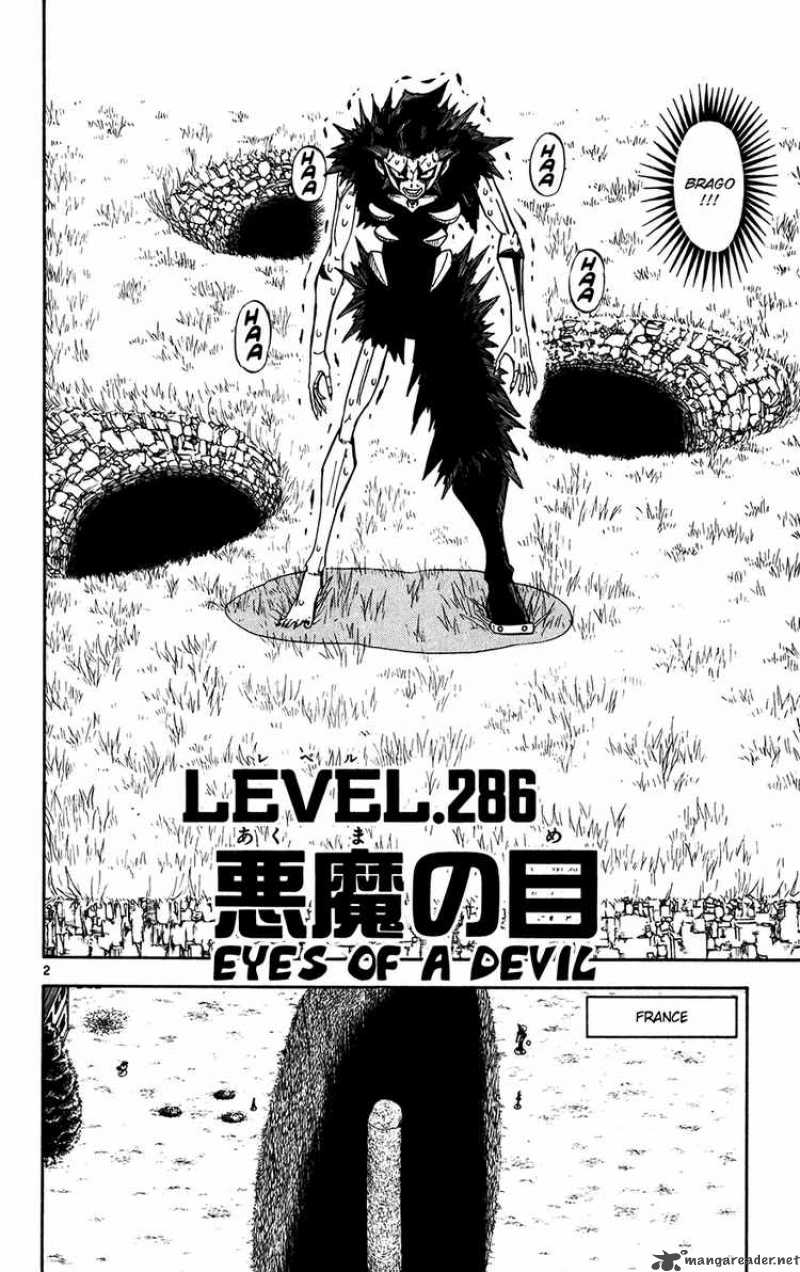 BRAGO
!!!
HAA
HAA
HAA
HAA
レベル
LEVEL.286
あくまめ
悪魔の目
EYES OF A DEVIL
2
FRANCE
mangareader.net